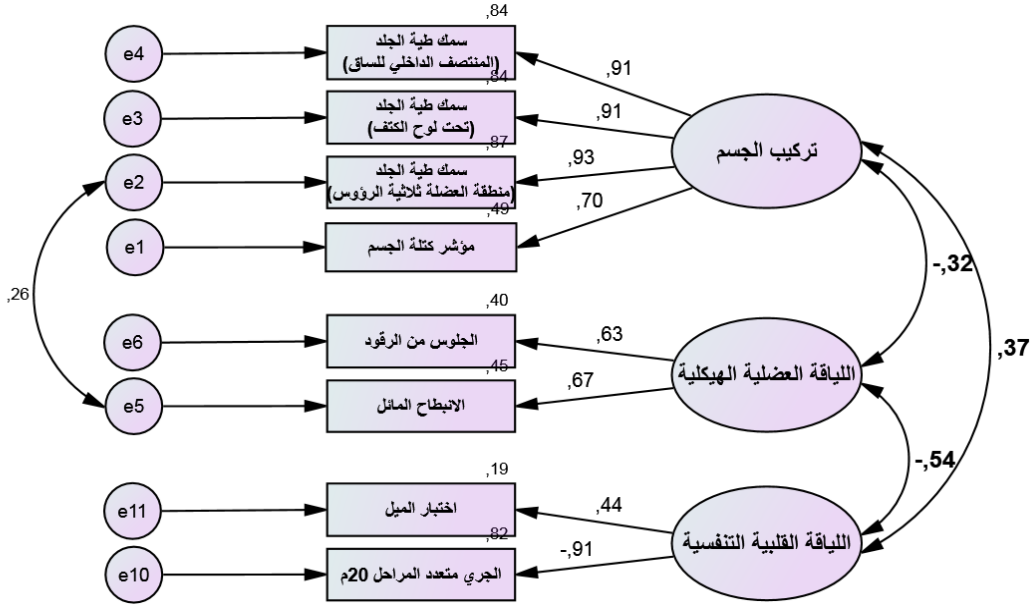 ,84
e4
سمك طية الجلد
(المنتصف الداخلي للساق)
,91
,84
e3
سمك طية الجلد
(تحت لوح الكتف)
,91
تركيب الجسم
,87
e2
سمك طية الجلد
(منطقة العضلة ثلاثية الرؤوس)
,93
,49
e1
مؤشر كتلة الجسم
,70
-,32
,26
,40
e6
الجلوس من الرقود
,63
,37
اللياقة العضلية الهيكلية
,45
e5
الانبطاح المائل
,67
-,54
,19
e11
اختبار الميل
,44
اللياقة القلبية التنفسية
,82
e10
الجري متعدد المراحل 20م
-,91